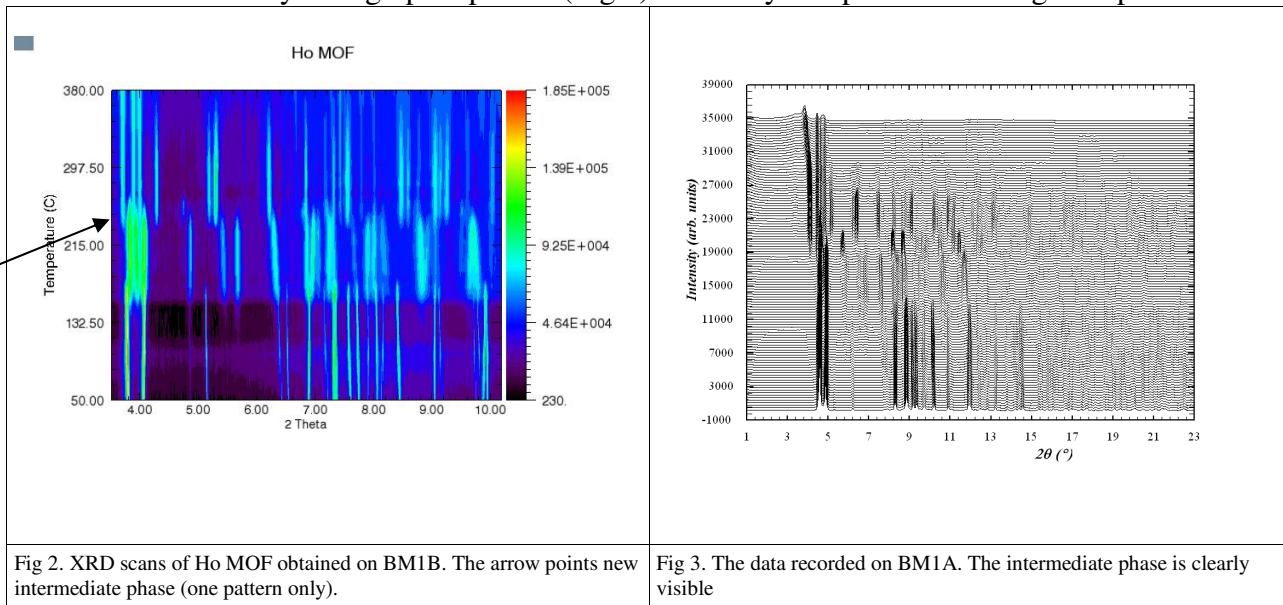 Ho MOF
380.00
297.50
215.00
132.50
50.00
Temperature (C)
4.00 5.00 6.00 7.00 8.00 9.00 10.00
2 Theta
1.85E+005
1.39E+005
9.25E+004
4.64E+004
230.
39000
35000
31000
27000
23000
19000
15000
11000
7000
3000
-1000
Intensity (arb. units)
1 3 5 7 9 11 13 15 17 19 21 23
2θ (°)
Fig 2. XRD scans of Ho MOF obtained on BM1B. The arrow points new
intermediate phase (one pattern only).
Fig 3. The data recorded on BM1A. The intermediate phase is clearly
visible